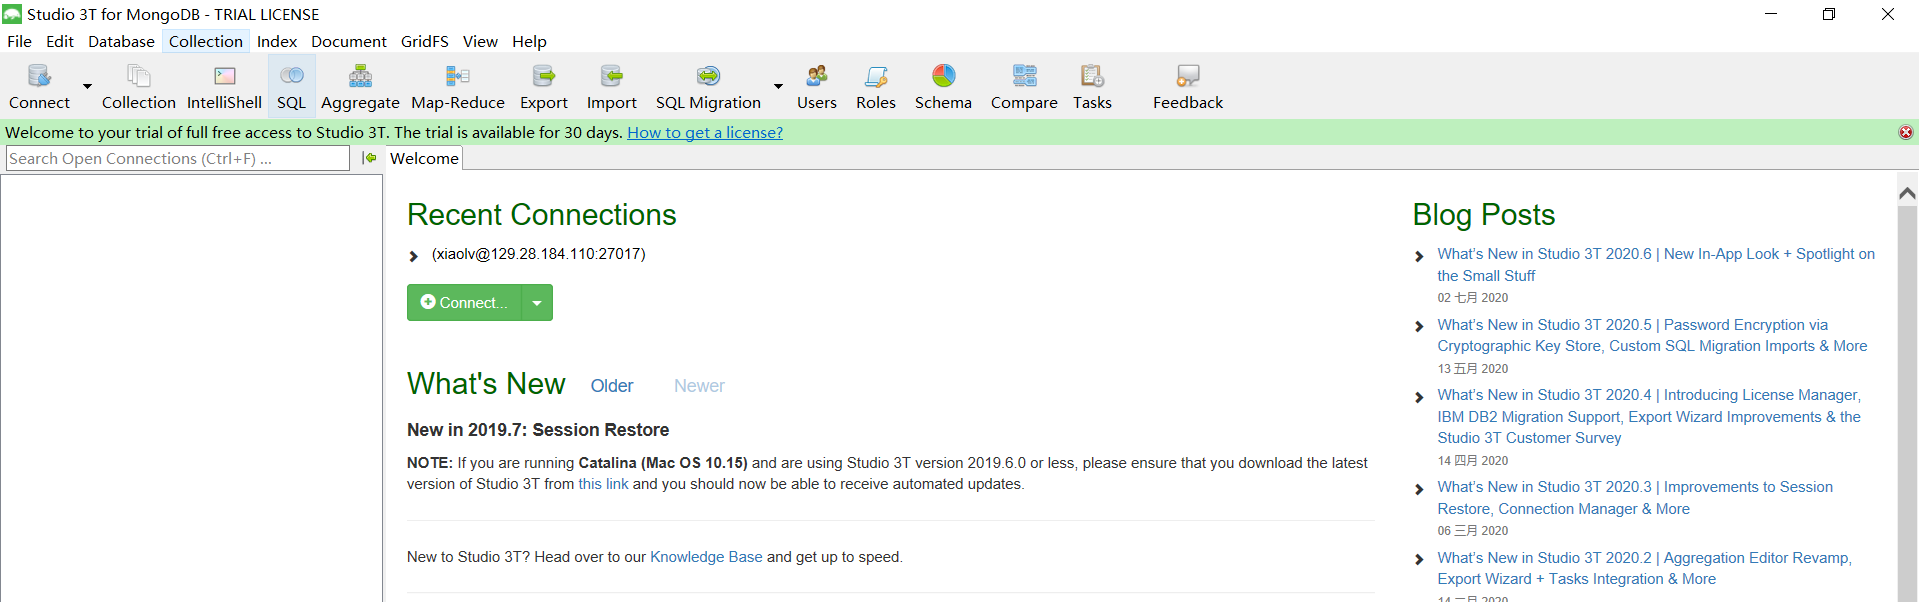 Studio 3T for MongoDB - TRIAL LICENSE
File Edit Database Collection Index Document GridFS View Help
Connect Collection IntelliShell SQL Aggregate Map-Reduce Export Import SQL Migration Users Roles Schema Compare Tasks Feedback
Welcome to your trial of full free access to Studio 3T. The trial is available for 30 days. How to get a license?
Search Open Connections (Ctrl+F) ...
Welcome
Recent Connections
(xiaolv@129.28.184.110:27017)
Connect...
What's New Older Newer
New in 2019.7: Session Restore
NOTE: If you are running Catalina (Mac OS 10.15) and are using Studio 3T version 2019.6.0 or less, please ensure that you download the latest
version of Studio 3T from this link and you should now be able to receive automated updates.
New to Studio 3T? Head over to our Knowledge Base and get up to speed.
Blog Posts
What's New in Studio 3T 2020.6 | New In-App Look + Spotlight on
the Small Stuff
02 七月 2020
What's New in Studio 3T 2020.5 | Password Encryption via
Cryptographic Key Store, Custom SQL Migration Imports & More
13 五月 2020
What's New in Studio 3T 2020.4 | Introducing License Manager,
IBM DB2 Migration Support, Export Wizard Improvements & the
Studio 3T Customer Survey
14 四月 2020
What's New in Studio 3T 2020.3 | Improvements to Session
Restore, Connection Manager & More
06 三月 2020
What's New in Studio 3T 2020.2 | Aggregation Editor Revamp,
Export Wizard + Tasks Integration & More